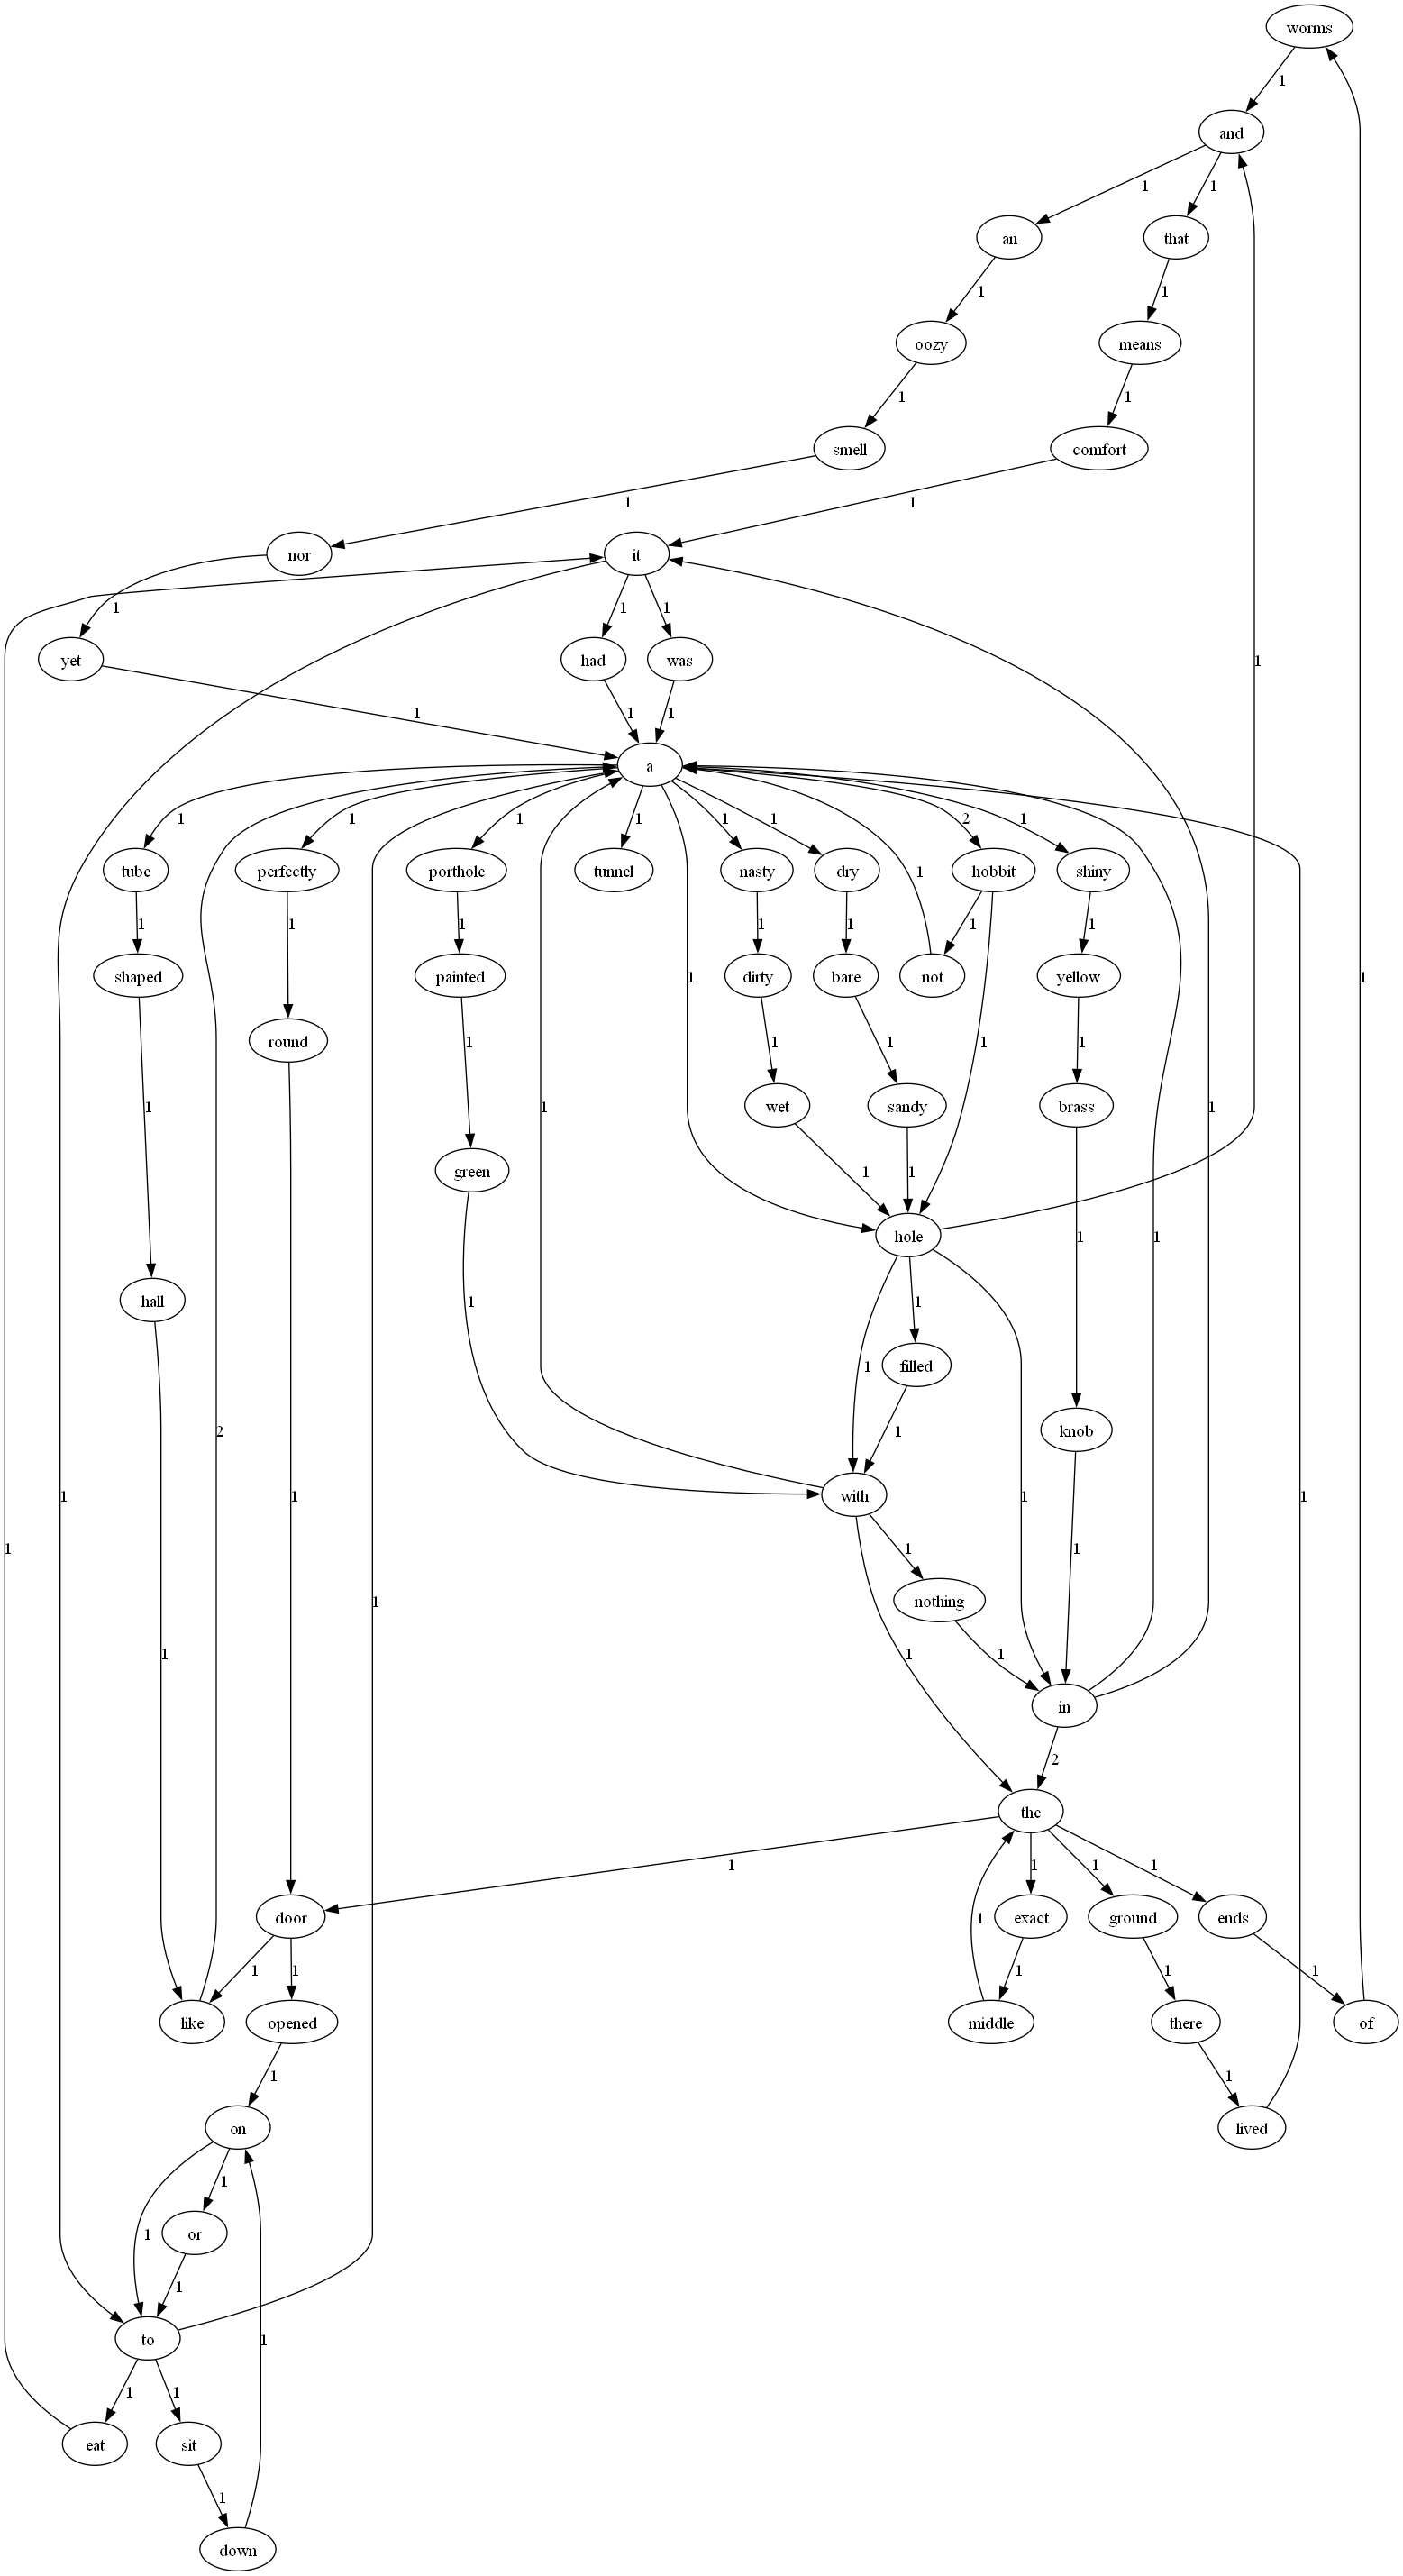 worms
1
and
1 1 1
an that
1 1
oozy means
1 1
smell comfort
1 1
nor it
1 1 1
yet had was
1 1 1
a
1 1 1 1 1 1 2 1 1
tube perfectly porthole tunnel nasty dry hobbit shiny
1 1 1 1 1 1 1
shaped painted dirty bare not yellow
1 1 1 1 1 1
round
1 1 1 1
wet sandy brass
1 1 1
green
hole
1 1 1 1
hall
1 1
filled
1 1
2 1 knob
1 1 1 1 1
with
1 1
nothing
1 1 1
in
2
the
1 1 1 1
door exact ground ends
1 1 1 1 1 1
like opened middle there of
1 1
on lived
1 1
or
1
to
1 1 1
eat sit
1
down